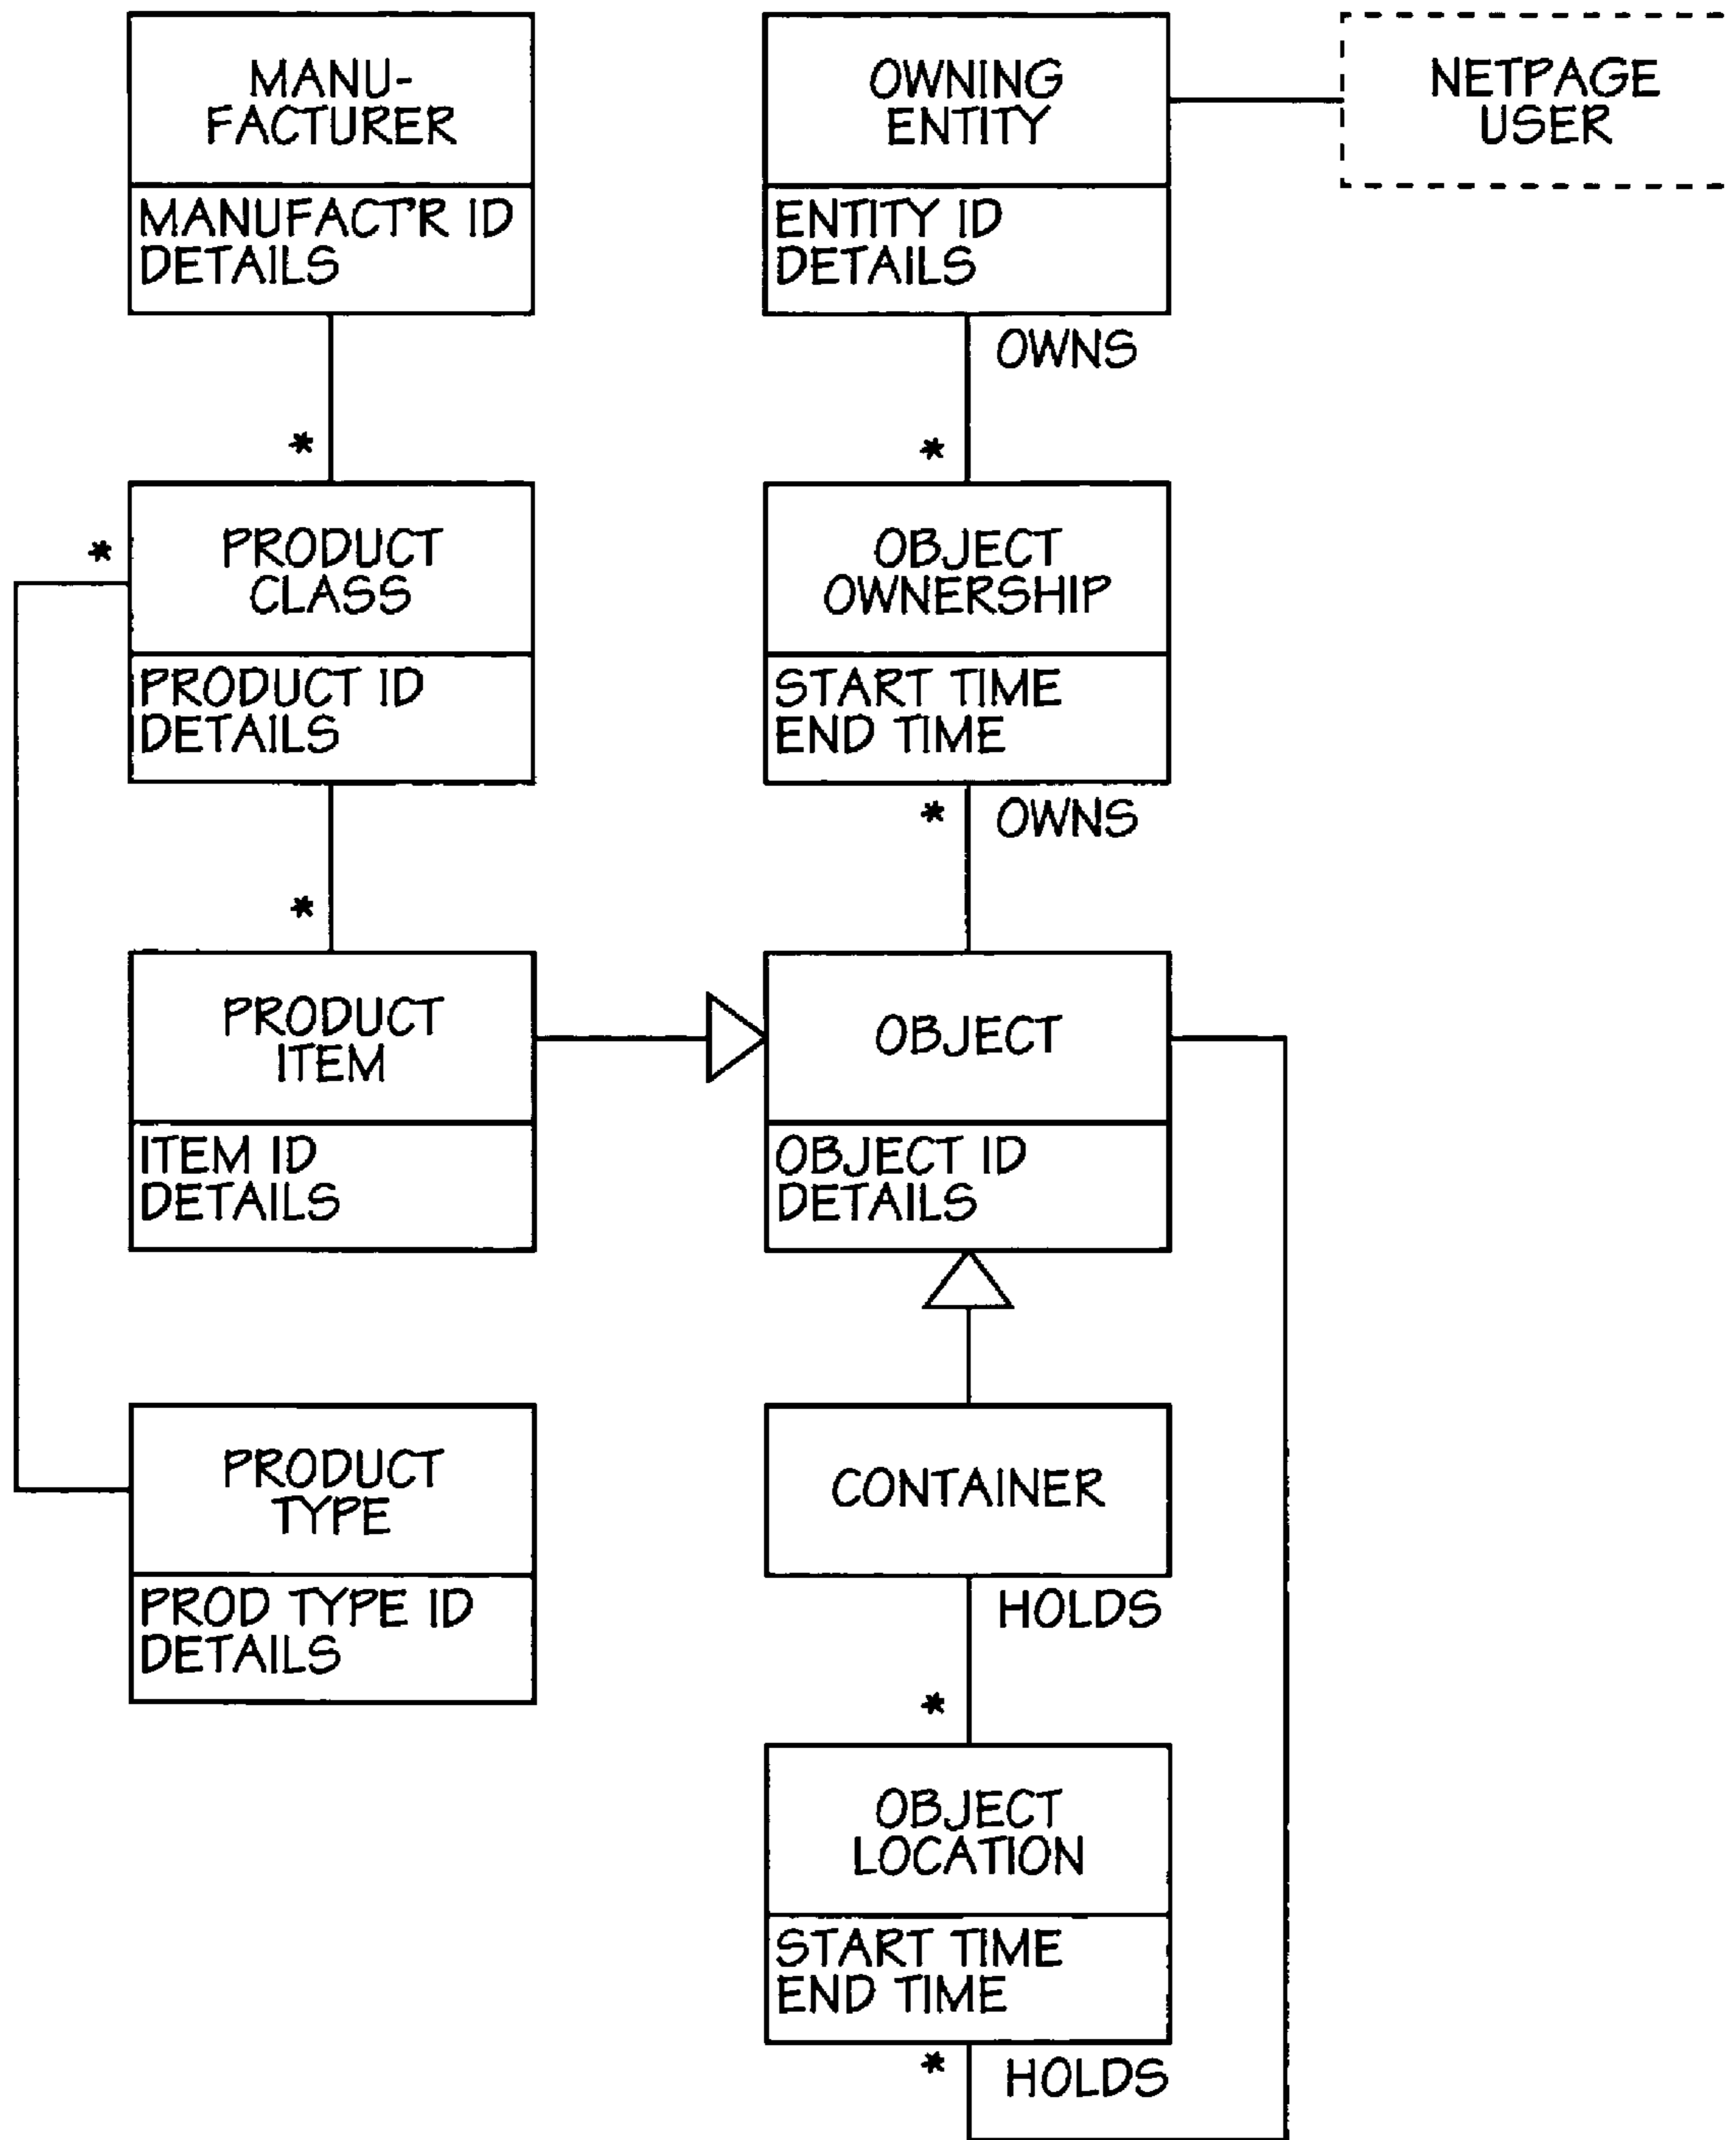 MANU-
FACTURER
MANUFACT'R ID
DETAILS
OWNING
ENTITY
ENTITY ID
DETAILS
NETPAGE
USER
OWNS
*
*
*
PRODUCT
CLASS
PRODUCT ID
DETAILS
OBJECT
OWNERSHIP
START TIME
END TIME
* OWNS
*
PRODUCT
ITEM
ITEM ID
DETAILS
OBJECT
OBJECT ID
DETAILS
PRODUCT
TYPE
PROD TYPE ID
DETAILS
CONTAINER
HOLDS
*
OBJECT
LOCATION
START TIME
END TIME
* HOLDS